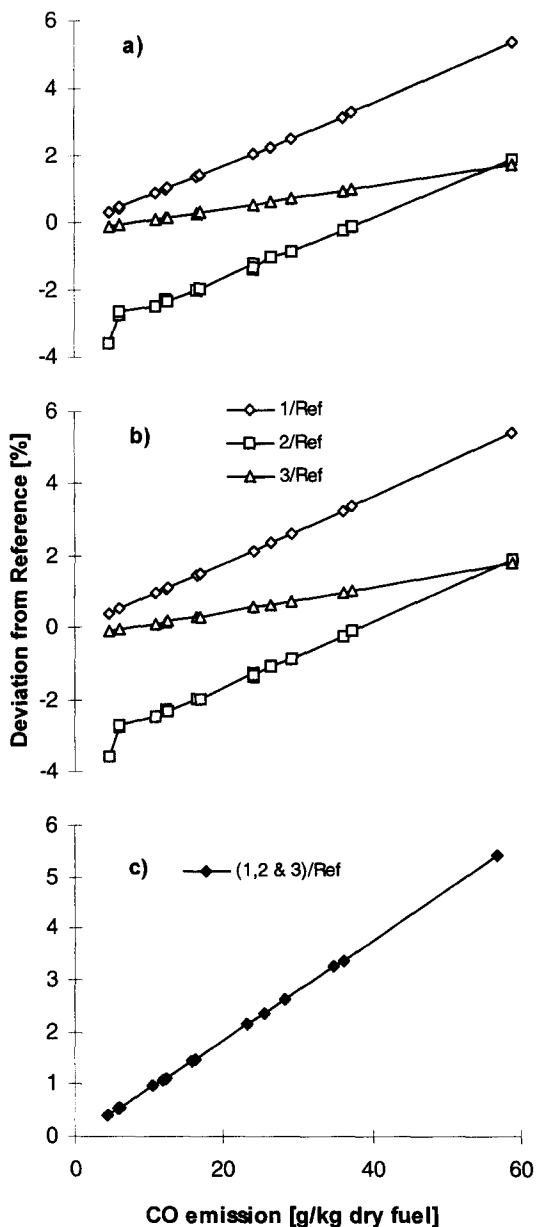 6
a)
4
2
0
-2
-4
6
b)
1/Ref
2/Ref
3/Ref
4
2
0
-2
-4
Deviation from Reference [%]
6
c)
(1,2 & 3)/Ref
5
4
3
2
1
0
0 20 40 60
CO emission [g/kg dry fuel]